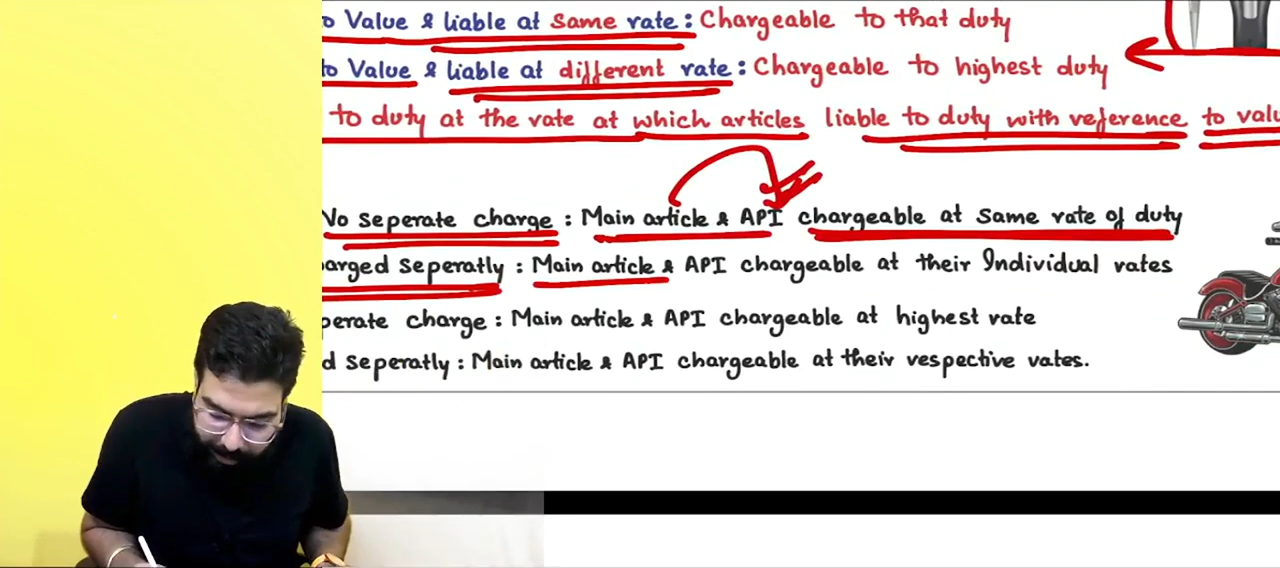 to Value & liable at same rate: Chargeable to that duty
to Value & liable at different rate: Chargeable to highest duty
to duty at the rate at which articles liable to duty with reference to valu
No seperate charge: Main article & API chargeable at Same rate of duty
arged Seperatly: Main article & API chargeable at their Individual rates
perate charge: Main article & API chargeable at highest rate
d Seperatly: Main article & API chargeable at their respective rates.